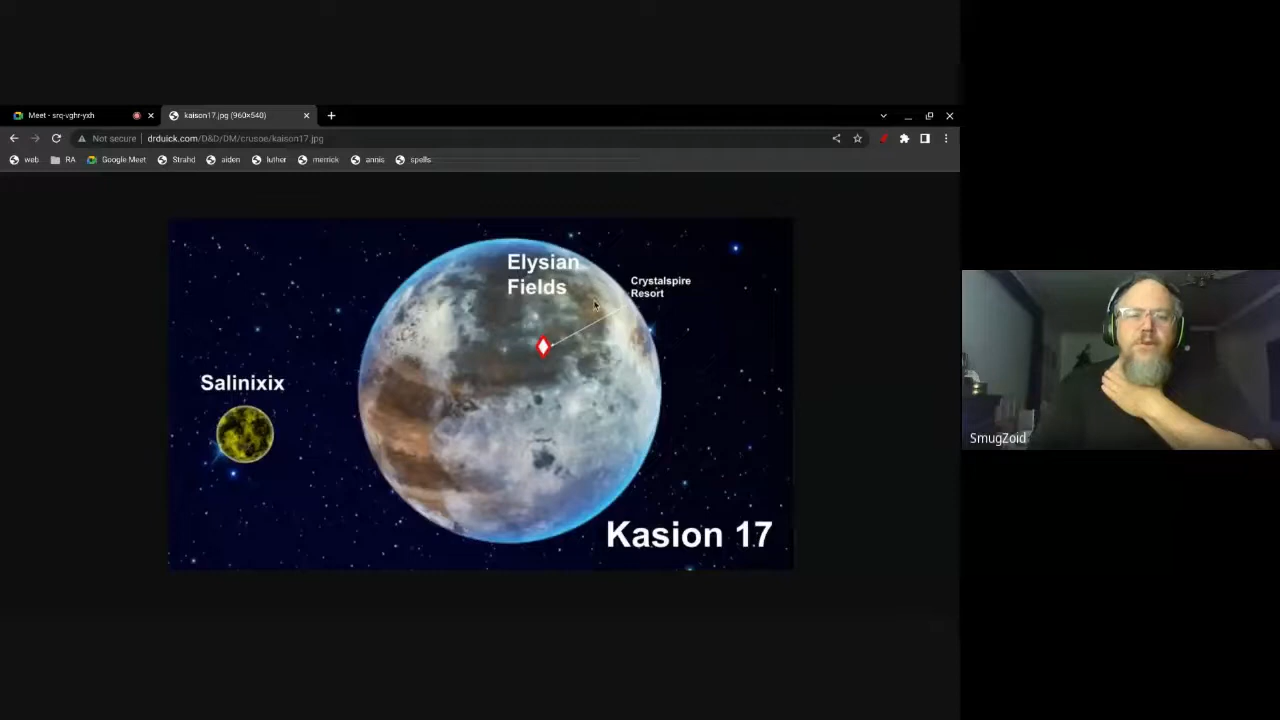 Meet - srq-vghr-yxh
kaison17.jpg (960×540)
Not secure
drduick.com/D&D/DM/crusoe/kaison17.jpg
web
RA
Google Meet
Strahd
aiden
luther
merrick
annis
spells
Elysian
Fields
Crystalspire
Resort
Salinixix
Kasion 17
SmugZoid